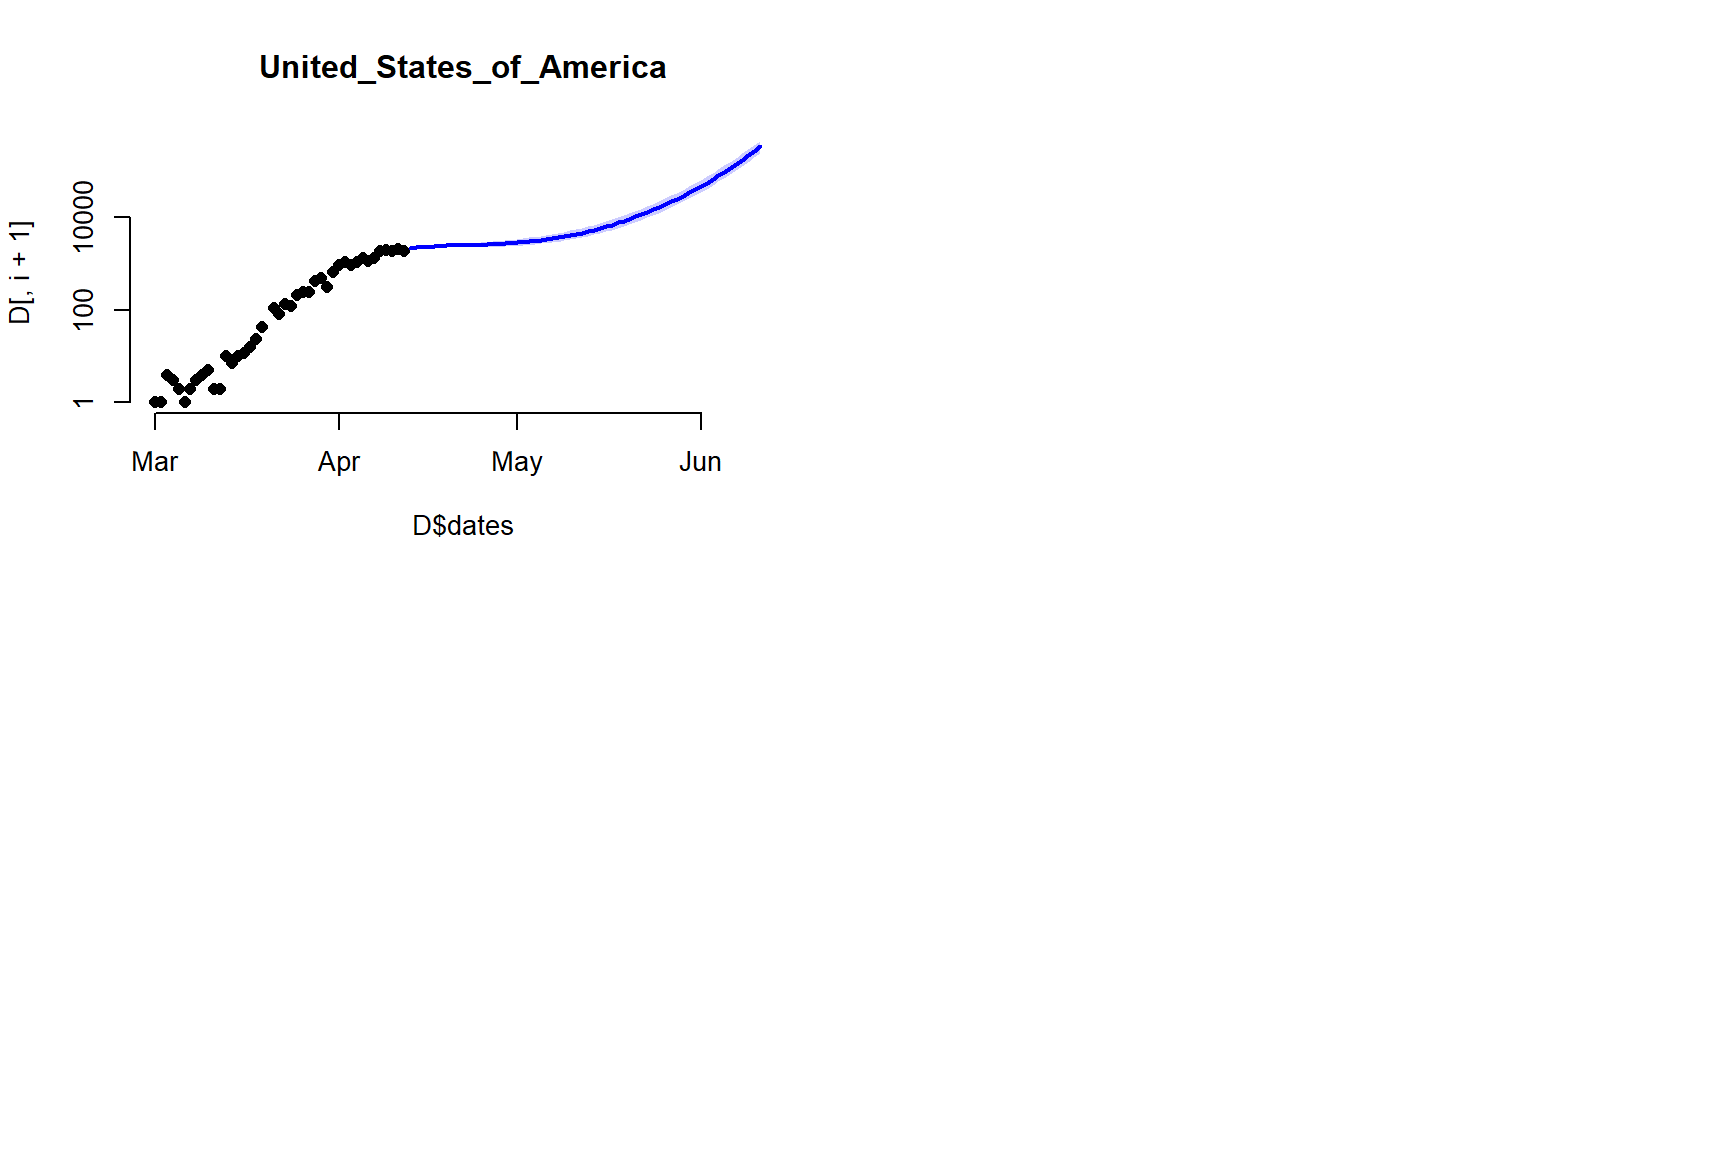 United_States_of_America
D[, i + 1]
10000
100
1
Mar Apr May Jun
D$dates